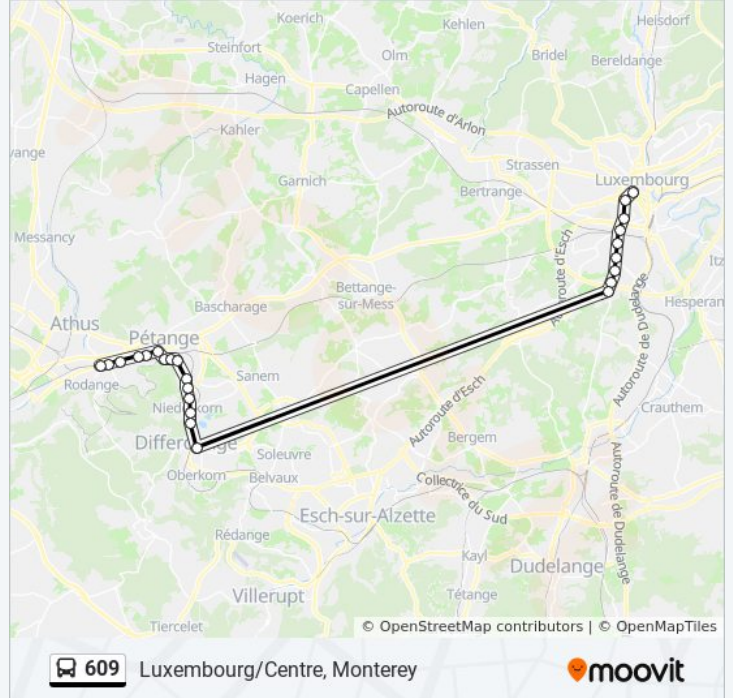 Koerich
Kehlen
Heisdorf
Steinfort
Olm
Bridel
Bereldange
Hagen
Capellen
Autoroute d'Arlon
Kahler
vange
Strassen
Garnich
Luxembourg
Bertrange
Messancy
Autoroute d'Esch
Itz
Bettange-
sur-Mess
Hesperan
Bascharage
Autoroute de Dudelange
Athus
Pétange
Sanem
Rodange
Autoroute d'Esch
Crauthem
Bergem
Soleuvre
Oberkorn
Belvaux
Collectrice du Sud
Autoroute de Dudelange
Esch-sur-Alzette
Rédange
Kayl
Dudelange
Villerupt
Tétange
Tiercelet
© OpenStreetMap contributors | © OpenMapTiles
609 Luxembourg/Centre, Monterey
moovit